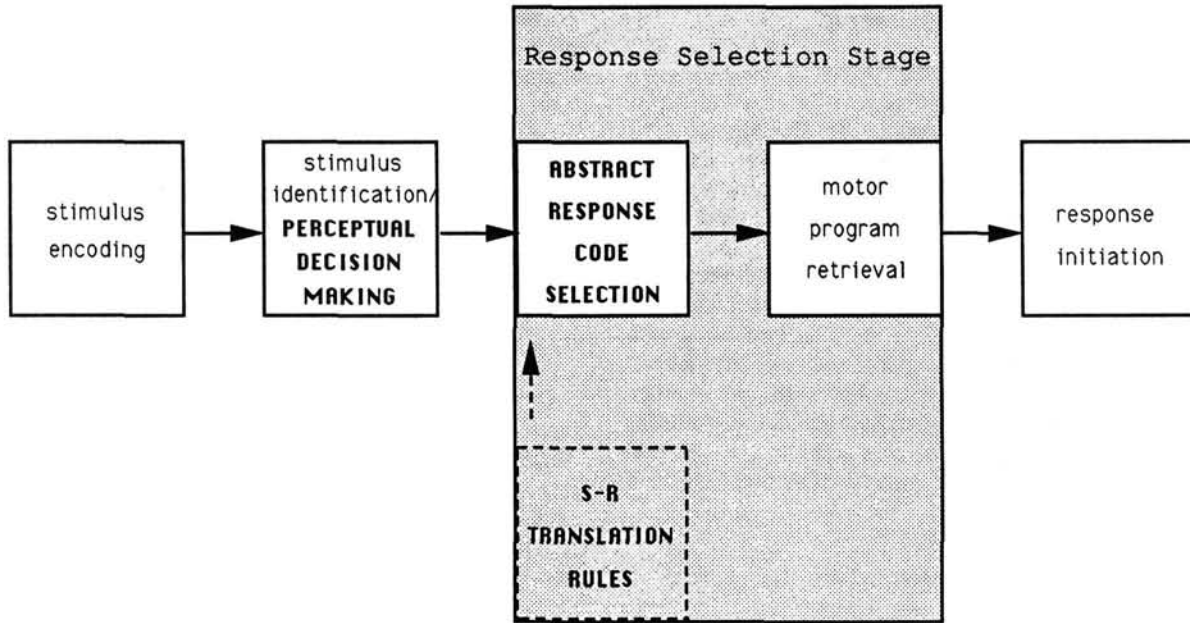 Response Selection Stage
stimulus
encoding
stimulus
identification/
PERCEPTUAL
DECISION
MAKING
ABSTRACT
RESPONSE
CODE
SELECTION
motor
program
retrieval
response
initiation
S-R
TRANSLATION
RULES